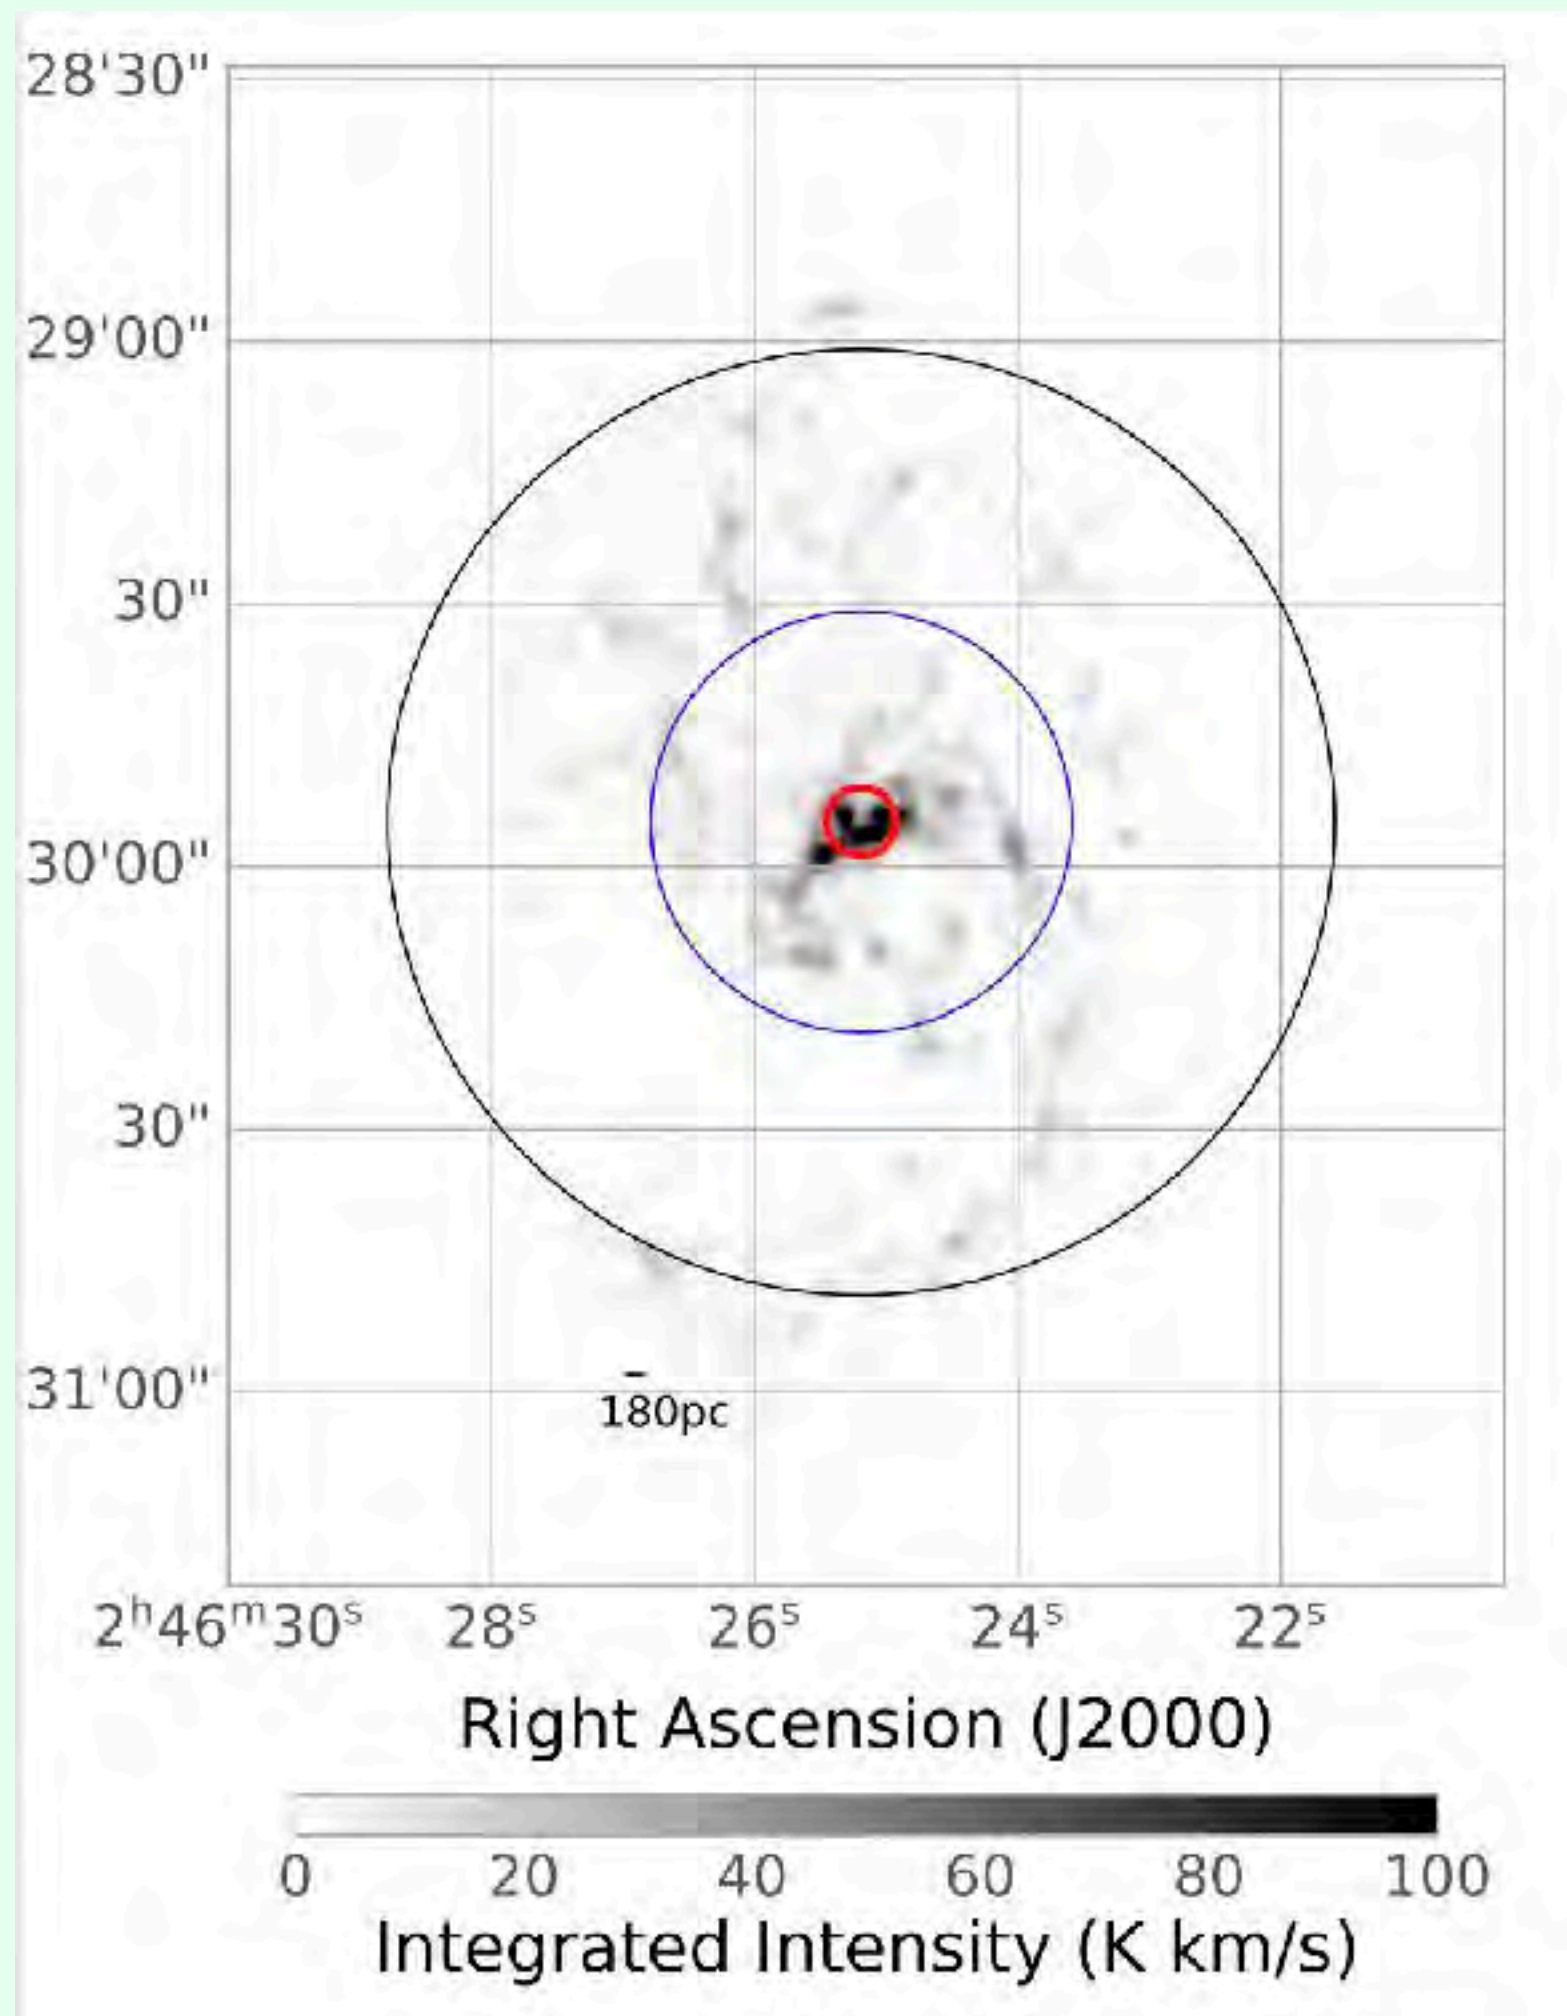 28'30"
29'00"
30"
30'00"
30"
31'00"
180pc
2ʰ46ᵐ30ˢ 28ˢ 26ˢ 24ˢ 22ˢ
Right Ascension (J2000)
0 20 40 60 80 100
Integrated Intensity (K km/s)